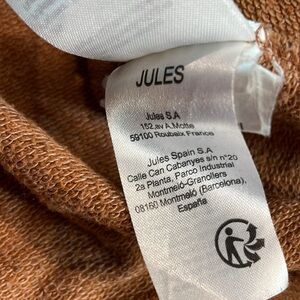 JULES
Jules S.A
152,av A.Motte
59100 Roubaix France
Jules Spain S.A
Calle Can Cabanyes s/n nº20
2a Planta, Parco Industrial
Montmeló-Granollers
08160 Montmeló (Barcelona),
España